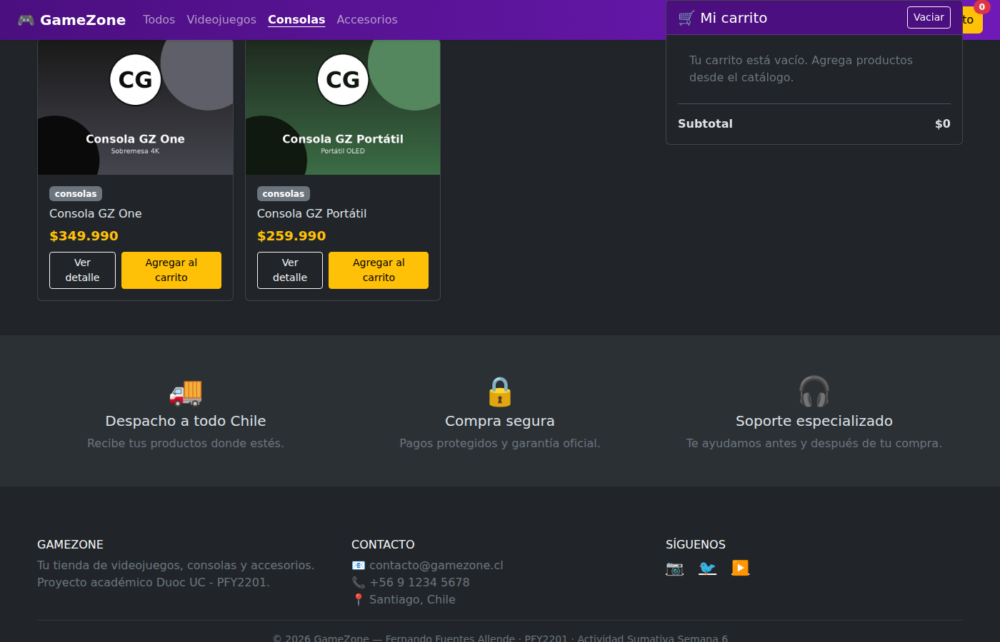 🎮 GameZone Todos Videojuegos Consolas Accesorios
to
0
🛒 Mi carrito Vaciar
Tu carrito está vacío. Agrega productos
desde el catálogo.
Subtotal $0
CG
Consola GZ One
Sobremesa 4K
consolas
Consola GZ One
$349.990
Ver
detalle
Agregar al
carrito
CG
Consola GZ Portátil
Portátil OLED
consolas
Consola GZ Portátil
$259.990
Ver
detalle
Agregar al
carrito
Despacho a todo Chile
Recibe tus productos donde estés.
Compra segura
Pagos protegidos y garantía oficial.
Soporte especializado
Te ayudamos antes y después de tu compra.
GAMEZONE
Tu tienda de videojuegos, consolas y accesorios.
Proyecto académico Duoc UC - PFY2201.
CONTACTO
📧 contacto@gamezone.cl
📞 +56 9 1234 5678
📍 Santiago, Chile
SÍGUENOS
© 2026 GameZone — Fernando Fuentes Allende · PFY2201 · Actividad Sumativa Semana 6